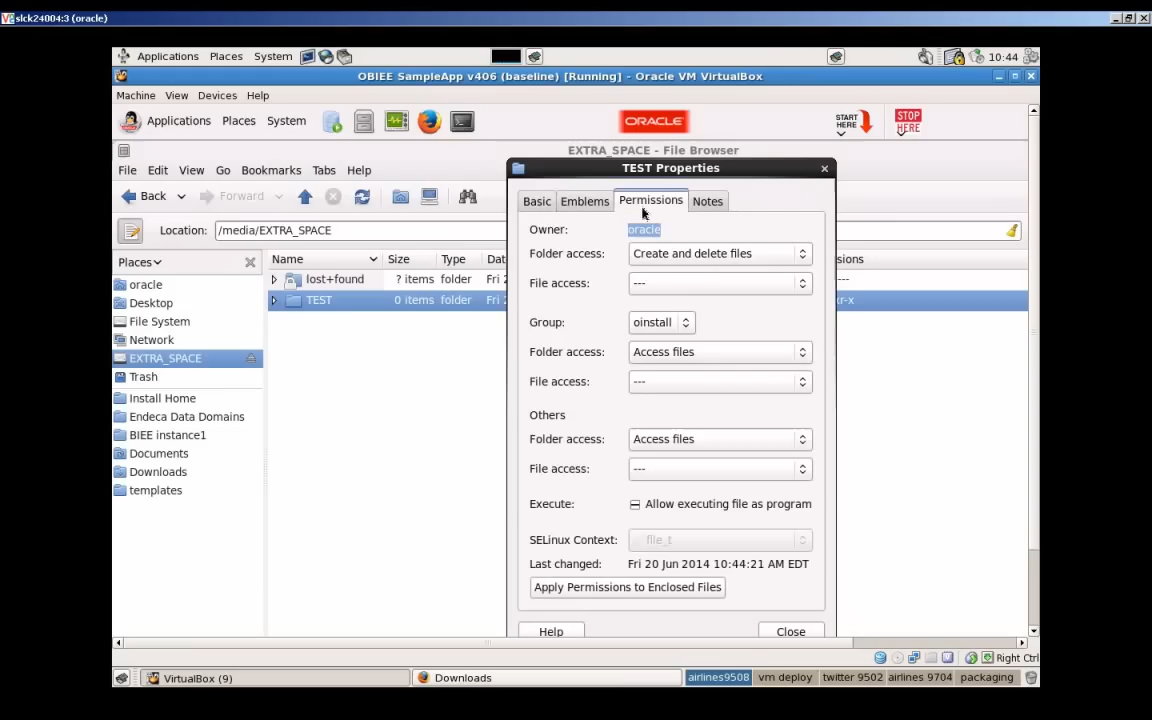 slck24004:3 (oracle)
Applications Places System 10:44
OBIEE SampleApp v406 (baseline) [Running] - Oracle VM VirtualBox
Machine View Devices Help
Applications Places System ORACLE START HERE STOP HERE
EXTRA_SPACE - File Browser
File Edit View Go Bookmarks Tabs Help
TEST Properties
Back Forward
Basic Emblems Permissions Notes
Location: /media/EXTRA_SPACE
Owner: oracle
Places Name Size Type Dat
Folder access: Create and delete files
lost+found ? items folder Fri 2
---
File access: ---
TEST 0 items folder Fri 2
xr-x
oracle
Desktop
File System
Network
EXTRA_SPACE
Trash
Install Home
Endeca Data Domains
BIEE instance1
Documents
Downloads
templates
Group: oinstall
Folder access: Access files
File access: ---
Others
Folder access: Access files
File access: ---
Execute: Allow executing file as program
SELinux Context: file_t
Last changed: Fri 20 Jun 2014 10:44:21 AM EDT
Apply Permissions to Enclosed Files
Help Close
Right Ctrl
VirtualBox (9) Downloads airlines9508 vm deploy twitter 9502 airlines 9704 packaging